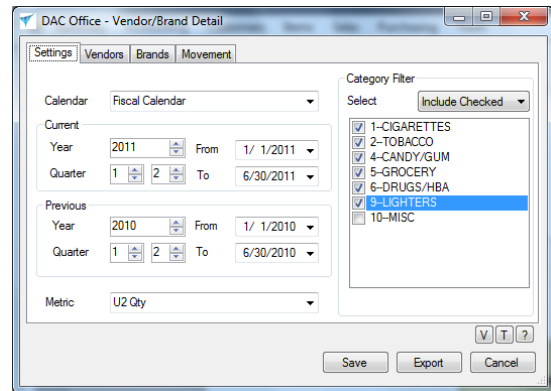 DAC Office - Vendor/Brand Detail
Settings Vendors Brands Movement
Calendar Fiscal Calendar
Current
Year 2011 From 1/ 1/2011
Quarter 1 2 To 6/30/2011
Previous
Year 2010 From 1/ 1/2010
Quarter 1 2 To 6/30/2010
Metric U2 Qty
Category Filter
Select Include Checked
1--CIGARETTES
2--TOBACCO
4--CANDY/GUM
5--GROCERY
6--DRUGS/HBA
9--LIGHTERS
10--MISC
V T ?
Save Export Cancel